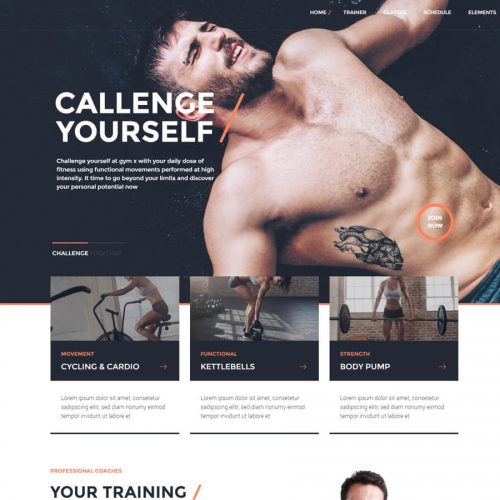 HOME / TRAINER CLASSES SCHEDULE ELEMENTS
CALLENGE
YOURSELF /
Challenge yourself at gym x with your daily dose of
fitness using functional movements performed at high
intensity. It time to go beyond your limita and discover
your personal potential now
JOIN
NOW
CHALLENGE TOGETHER
MOVEMENT
CYCLING & CARDIO →
Lorem ipsum dolor sit amet, consetetur
sadipscing elitr, sed diam nonumy eirmod
tempor invidunt ut labore et
FUNCTIONAL
KETTLEBELLS →
Lorem ipsum dolor sit amet, consetetur
sadipscing elitr, sed diam nonumy eirmod
tempor invidunt ut labore et
STRENGTH
BODY PUMP →
Lorem ipsum dolor sit amet, consetetur
sadipscing elitr, sed diam nonumy eirmod
tempor invidunt ut labore et
PROFESSIONAL COACHES
YOUR TRAINING /